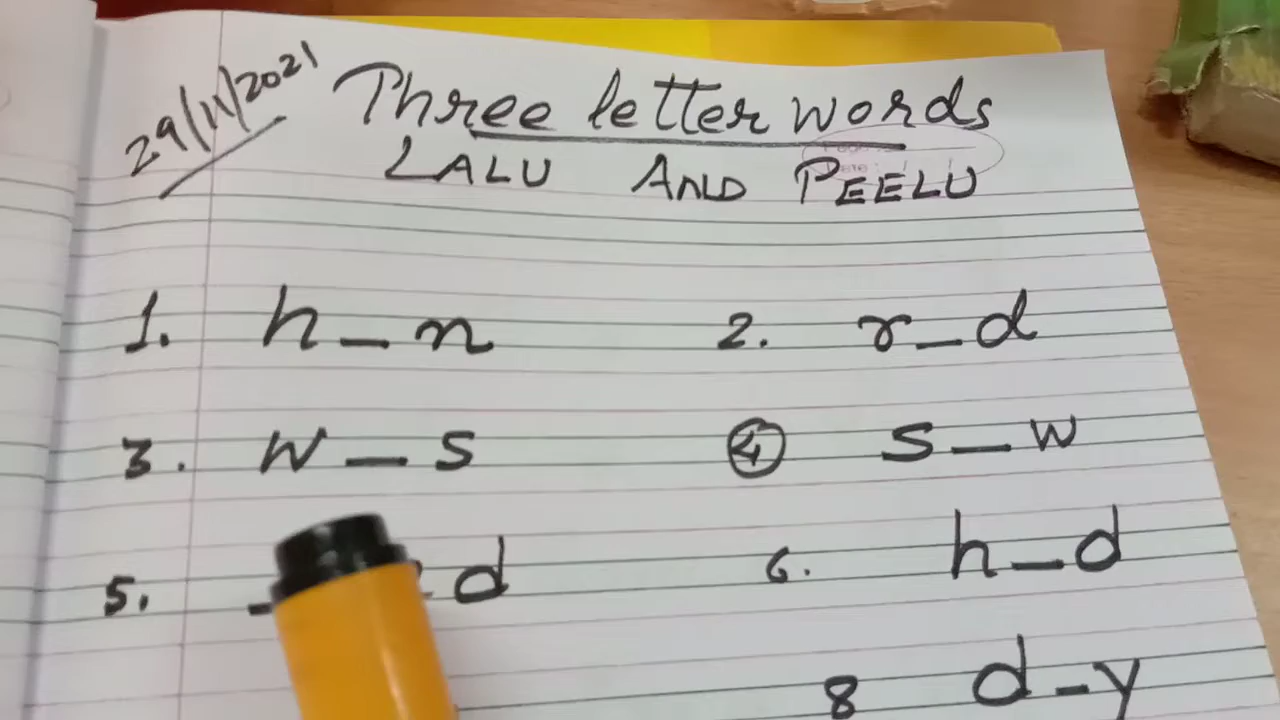 29/11/2021
Three letter words
LALU AND PEELU
1. h_n 2. r_d
3. w_s 4 s_w
5. _ d 6. h_d
8 d-y